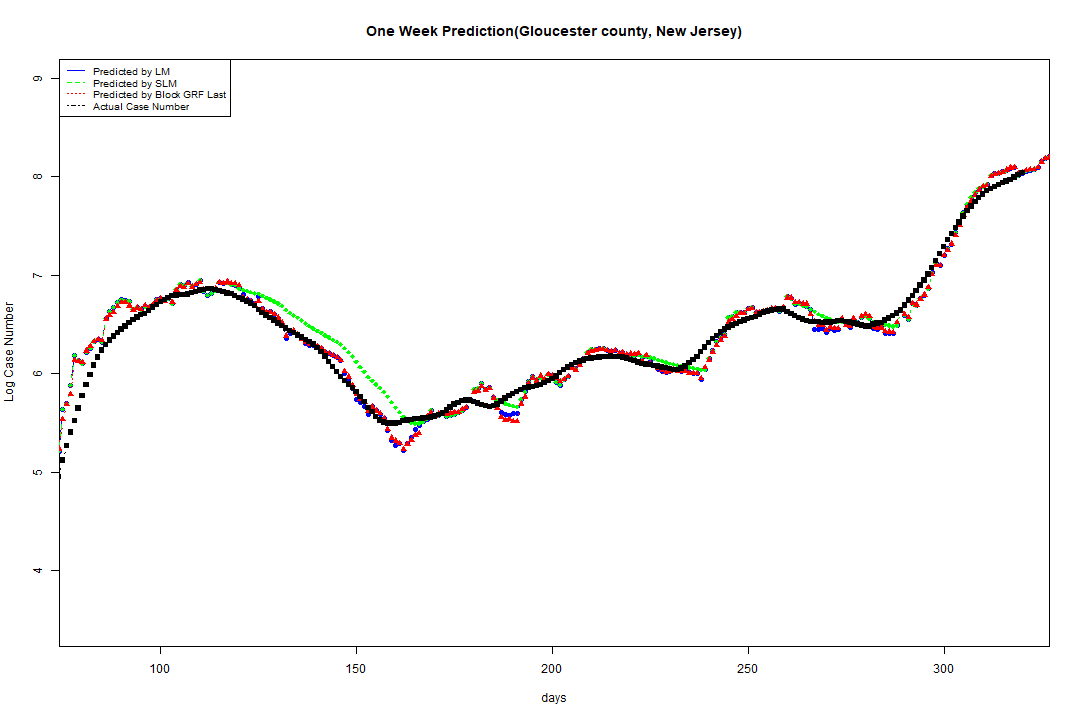 One Week Prediction(Gloucester county, New Jersey)
Predicted by LM
Predicted by SLM
Predicted by Block GRF Last
Actual Case Number
9
8
7
6
5
4
Log Case Number
100 150 200 250 300
days